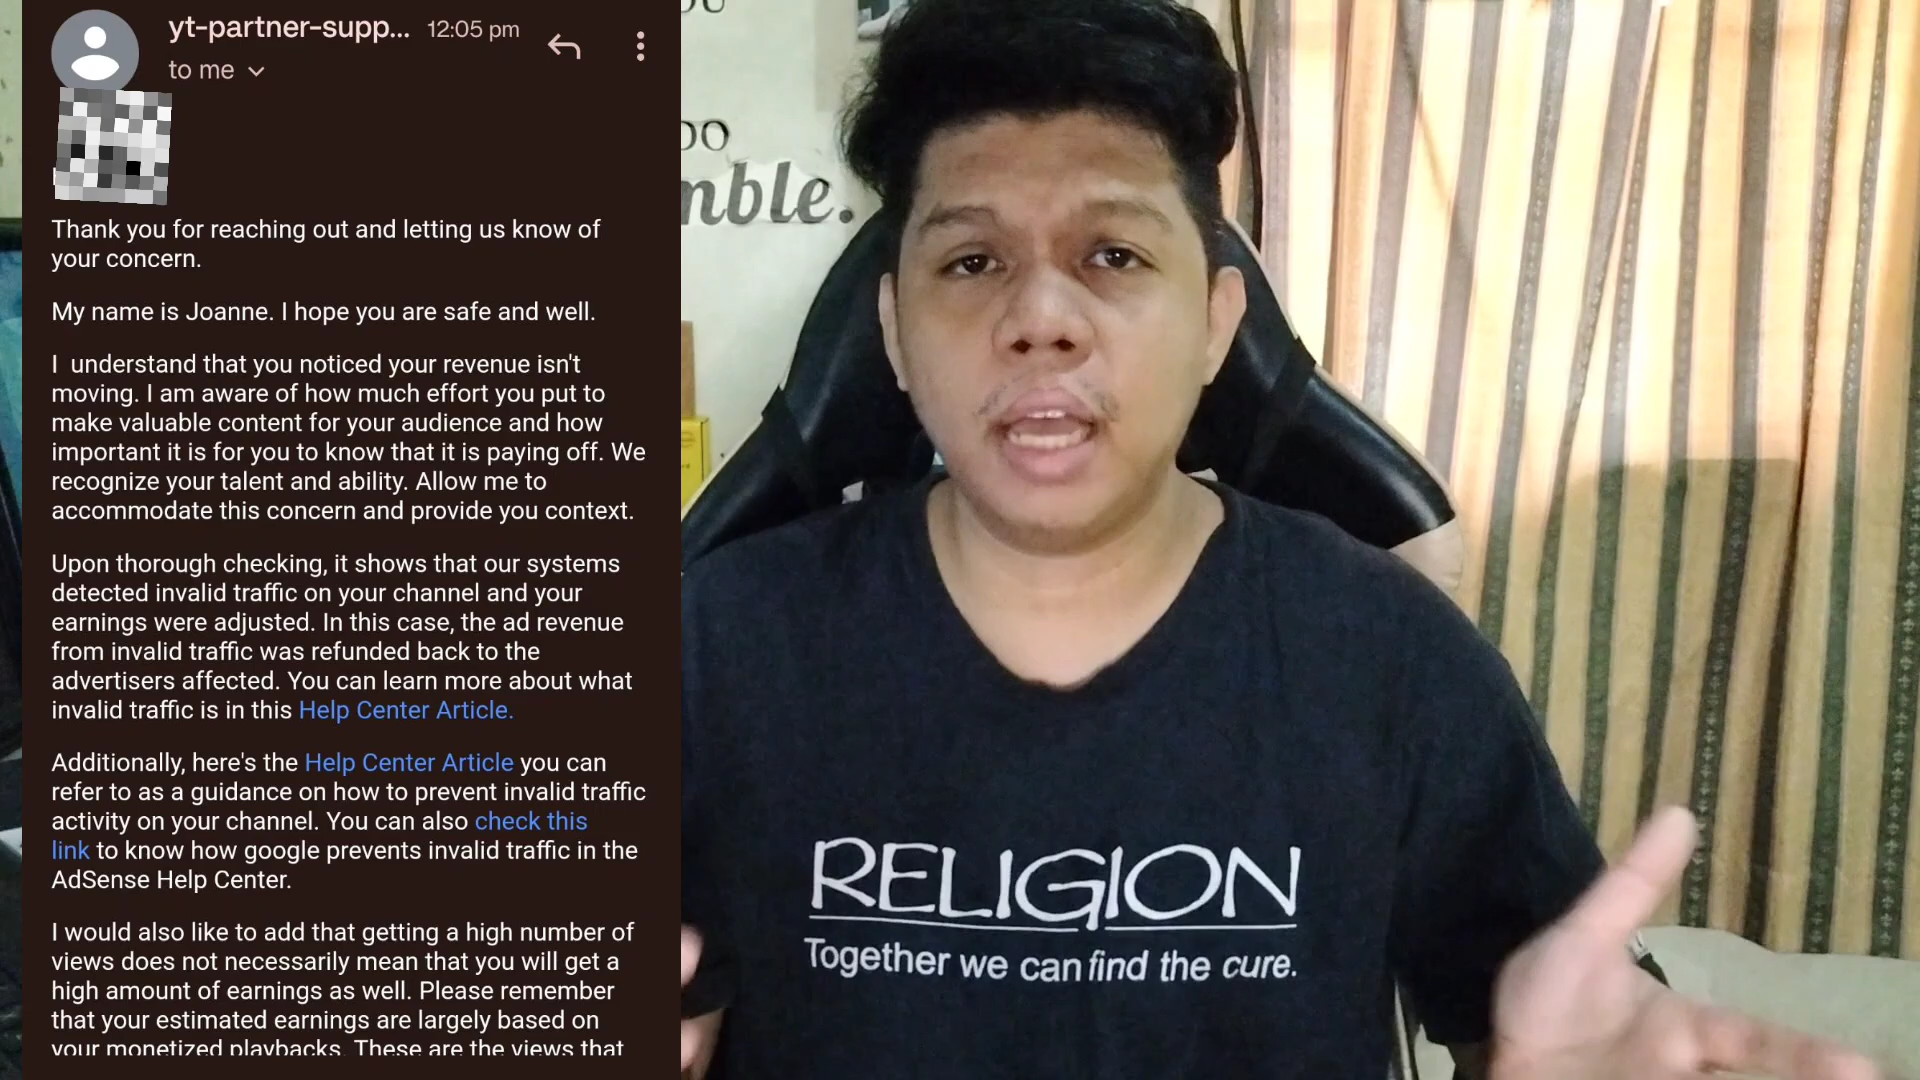 yt-partner-supp... 12:05 pm
to me
Thank you for reaching out and letting us know of
your concern.
My name is Joanne. I hope you are safe and well.
I  understand that you noticed your revenue isn't
moving. I am aware of how much effort you put to
make valuable content for your audience and how
important it is for you to know that it is paying off. We
recognize your talent and ability. Allow me to
accommodate this concern and provide you context.
Upon thorough checking, it shows that our systems
detected invalid traffic on your channel and your
earnings were adjusted. In this case, the ad revenue
from invalid traffic was refunded back to the
advertisers affected. You can learn more about what
invalid traffic is in this Help Center Article.
Additionally, here's the Help Center Article you can
refer to as a guidance on how to prevent invalid traffic
activity on your channel. You can also check this
link to know how google prevents invalid traffic in the
AdSense Help Center.
I would also like to add that getting a high number of
views does not necessarily mean that you will get a
high amount of earnings as well. Please remember
that your estimated earnings are largely based on
your monetized playbacks. These are the views that
RELIGION
Together we can find the cure.